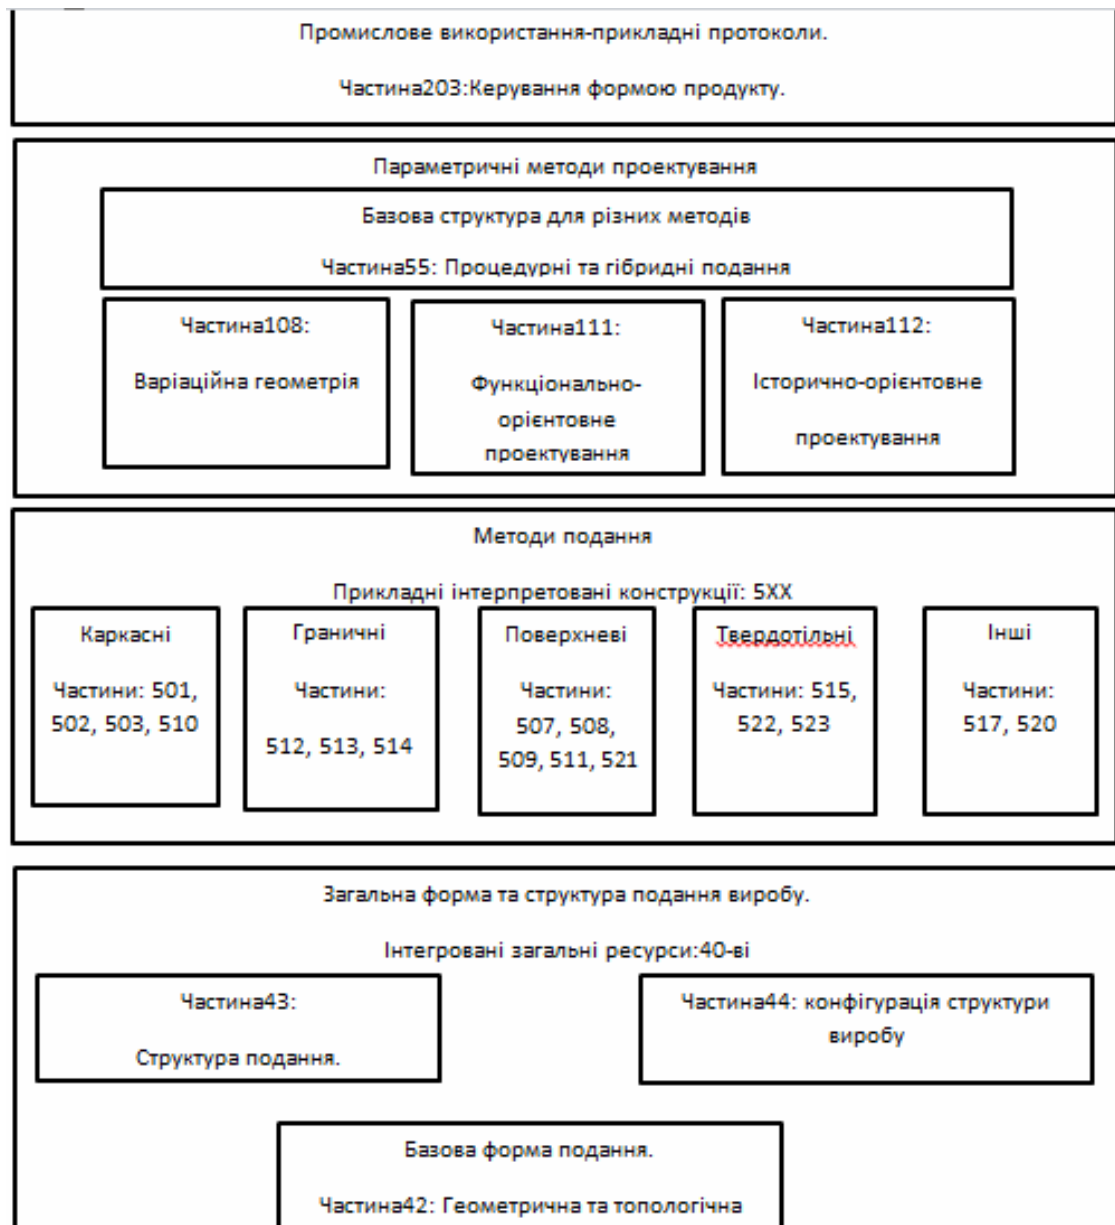 Промислове використання-прикладні протоколи.
Частина203:Керування формою продукту.
Параметричні методи проектування
Базова структура для різних методів
Частина55: Процедурні та гібридні подання
Частина108:
Варіаційна геометрія
Частина111:
Функціонально-
орієнтовне
проектування
Частина112:
Історично-орієнтовне
проектування
Методи подання
Прикладні інтерпретовані конструкції: 5XX
Каркасні
Частини: 501,
502, 503, 510
Граничні
Частини:
512, 513, 514
Поверхневі
Частини:
507, 508,
509, 511, 521
Твердотільні
Частини: 515,
522, 523
Інші
Частини:
517, 520
Загальна форма та структура подання виробу.
Інтегровані загальні ресурси:40-ві
Частина43:
Структура подання.
Частина44: конфігурація структури
виробу
Базова форма подання.
Частина42: Геометрична та топологічна